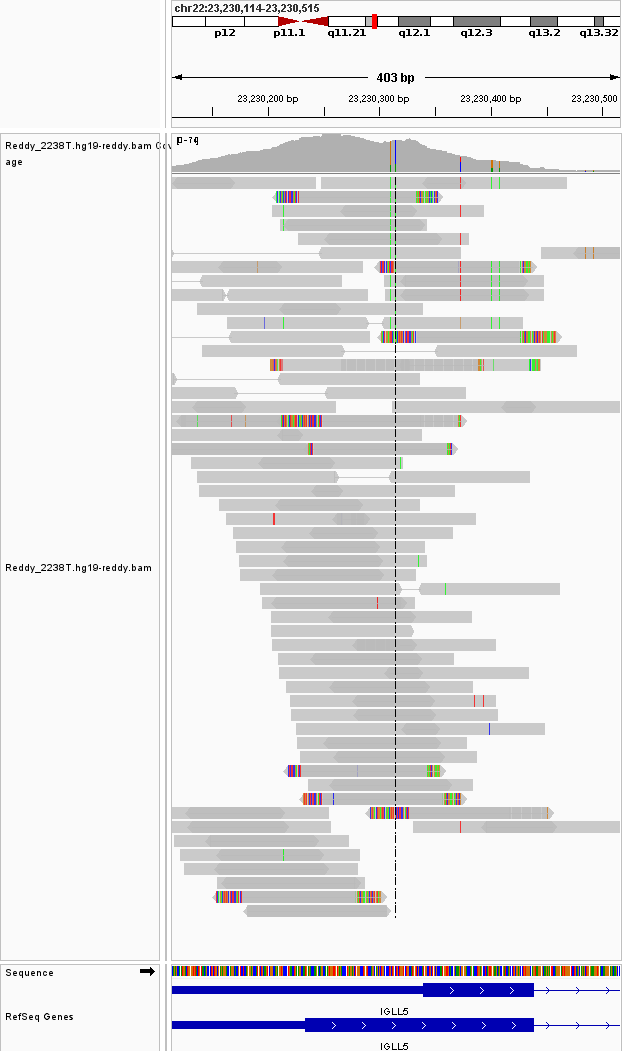 chr22:23,230,114-23,230,515
p12 p11.1 q11.21 q12.1 q12.3 q13.2 q13.32
403 bp
23,230,200 bp 23,230,300 bp 23,230,400 bp 23,230,500
Reddy_2238T.hg19-reddy.bam Cov
age
[0-74]
Reddy_2238T.hg19-reddy.bam
Sequence
IGLL5
RefSeq Genes
IGLL5